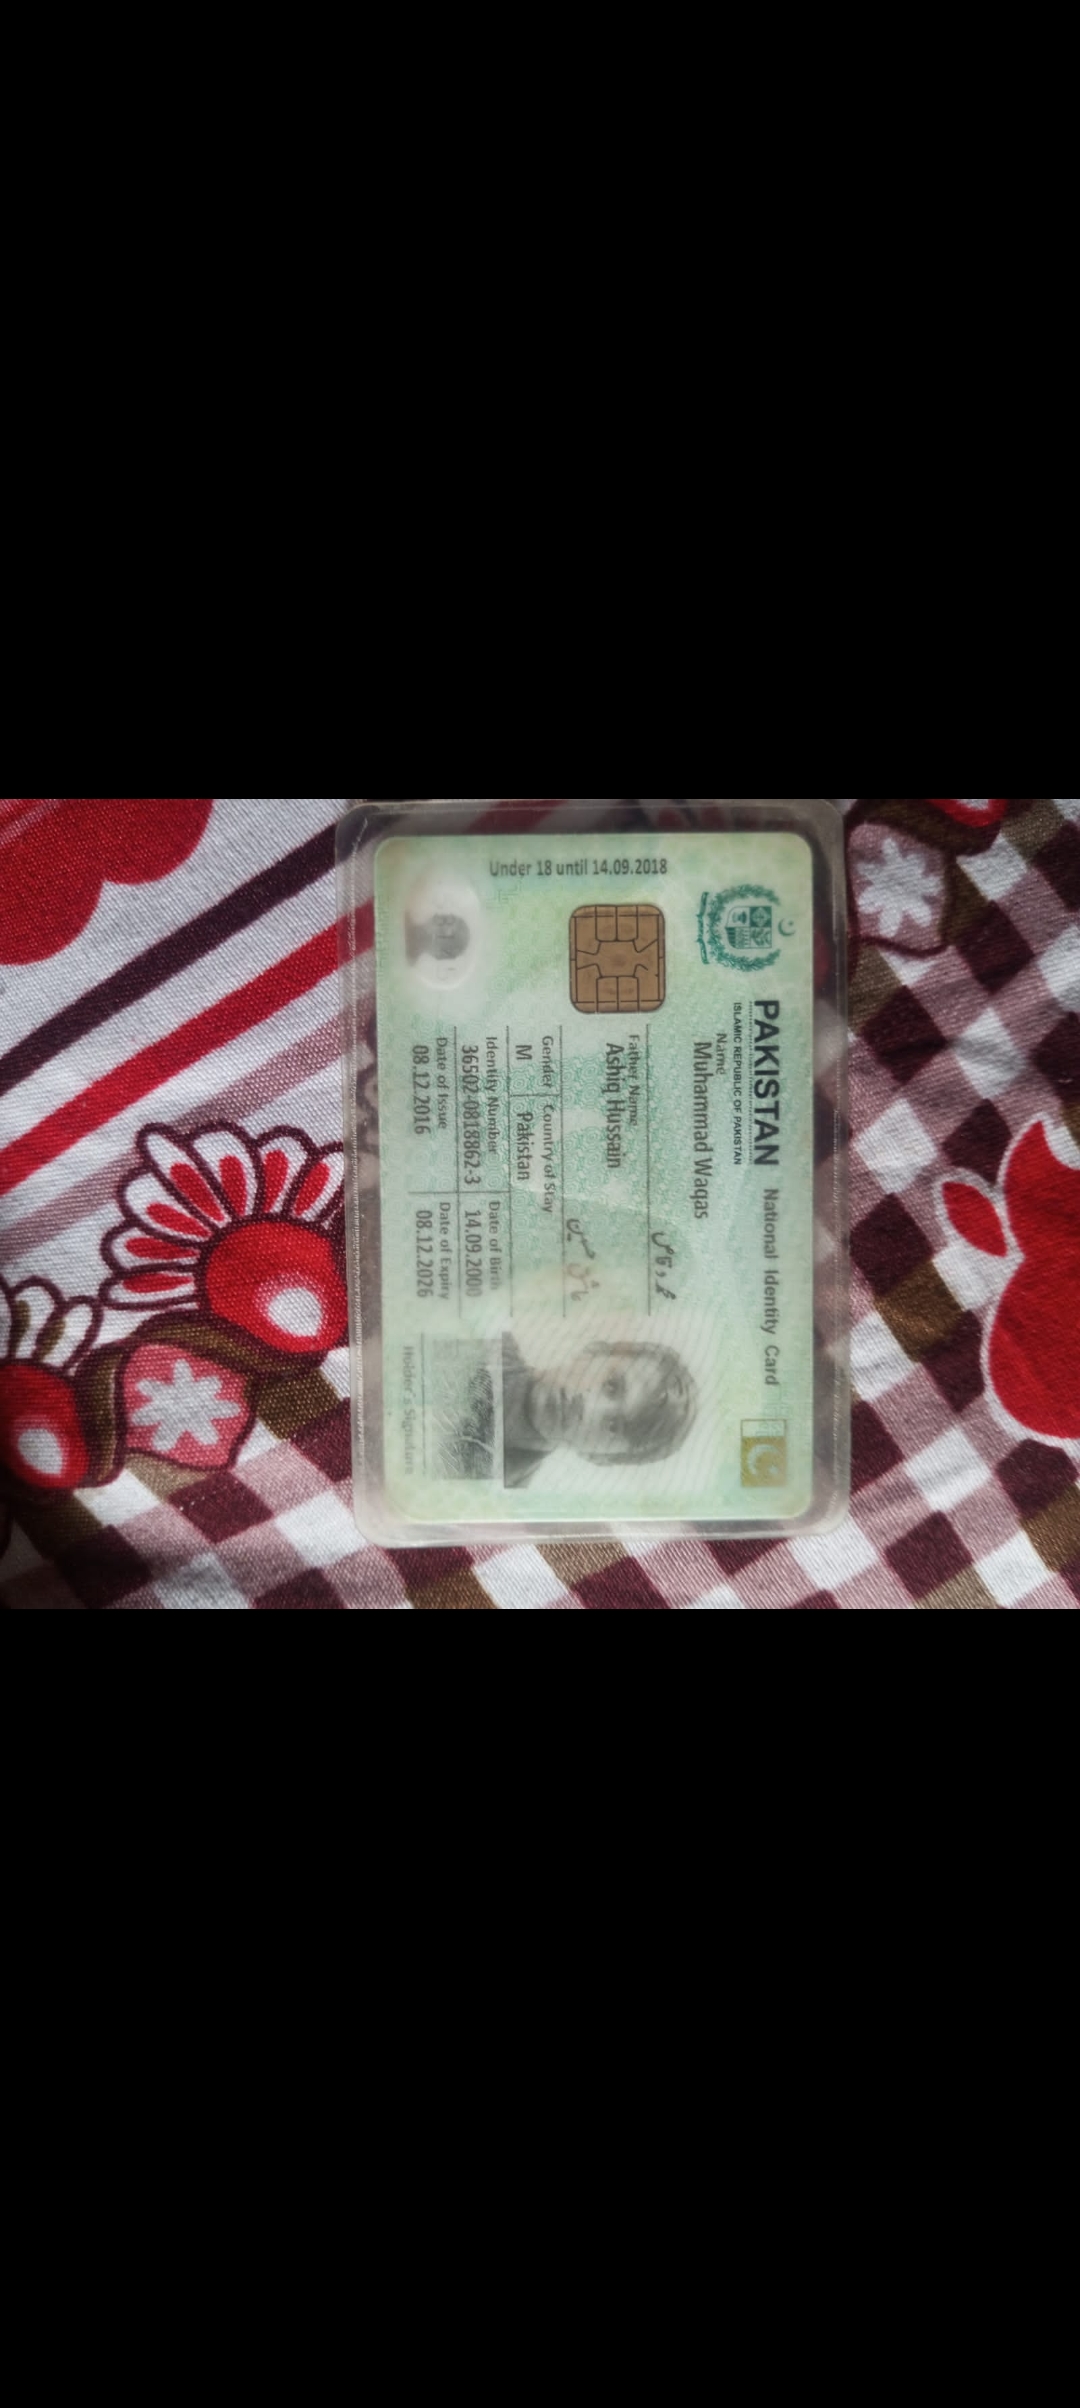 PAKISTAN National Identity Card
ISLAMIC REPUBLIC OF PAKISTAN
Name
Muhammad Waqas
محمد وقاص
Father Name
Ashiq Hussain
عاشق حسین
Gender Country of Stay
M Pakistan
Identity Number Date of Birth
36502-0818862-3 14.09.2000
Date of Issue Date of Expiry
08.12.2016 08.12.2026
Holder's Signature
Under 18 until 14.09.2018